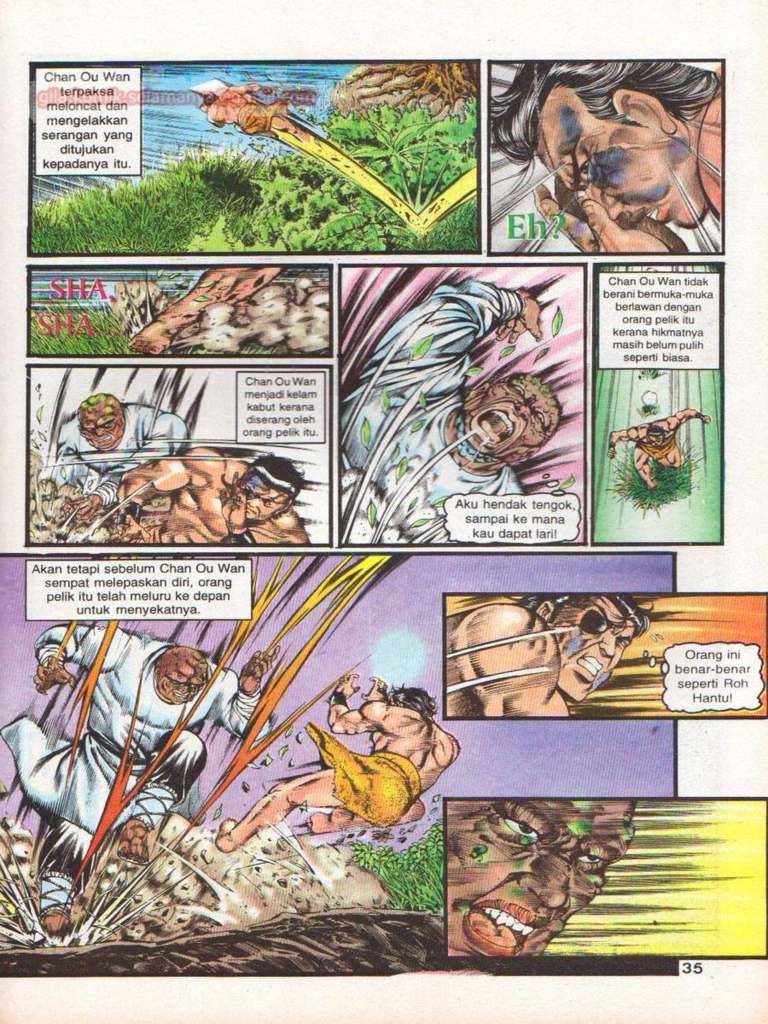 Chan Ou Wan
terpaksa
meloncat dan
mengelakkan
serangan yang
ditujukan
kepadanya itu.
Eh?
SHA,
SHA...
Chan Ou Wan
menjadi kelam
kabut kerana
diserang oleh
orang pelik itu.
Aku hendak tengok,
sampai ke mana
kau dapat lari!
Chan Ou Wan tidak
berani bermuka-muka
berlawan dengan
orang pelik itu
kerana hikmatnya
masih belum pulih
seperti biasa.
Akan tetapi sebelum Chan Ou Wan
sempat melepaskan diri, orang
pelik itu telah meluru ke depan
untuk menyekatnya.
Orang ini
benar-benar
seperti Roh
Hantu!
35